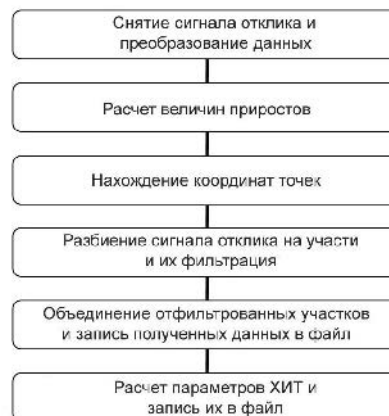 Снятие сигнала отклика и
преобразование данных
Расчет величин приростов
Нахождение координат точек
Разбиение сигнала отклика на участи
и их фильтрация
Объединение отфильтрованных участков
и запись полученных данных в файл
Расчет параметров ХИТ и
запись их в файл